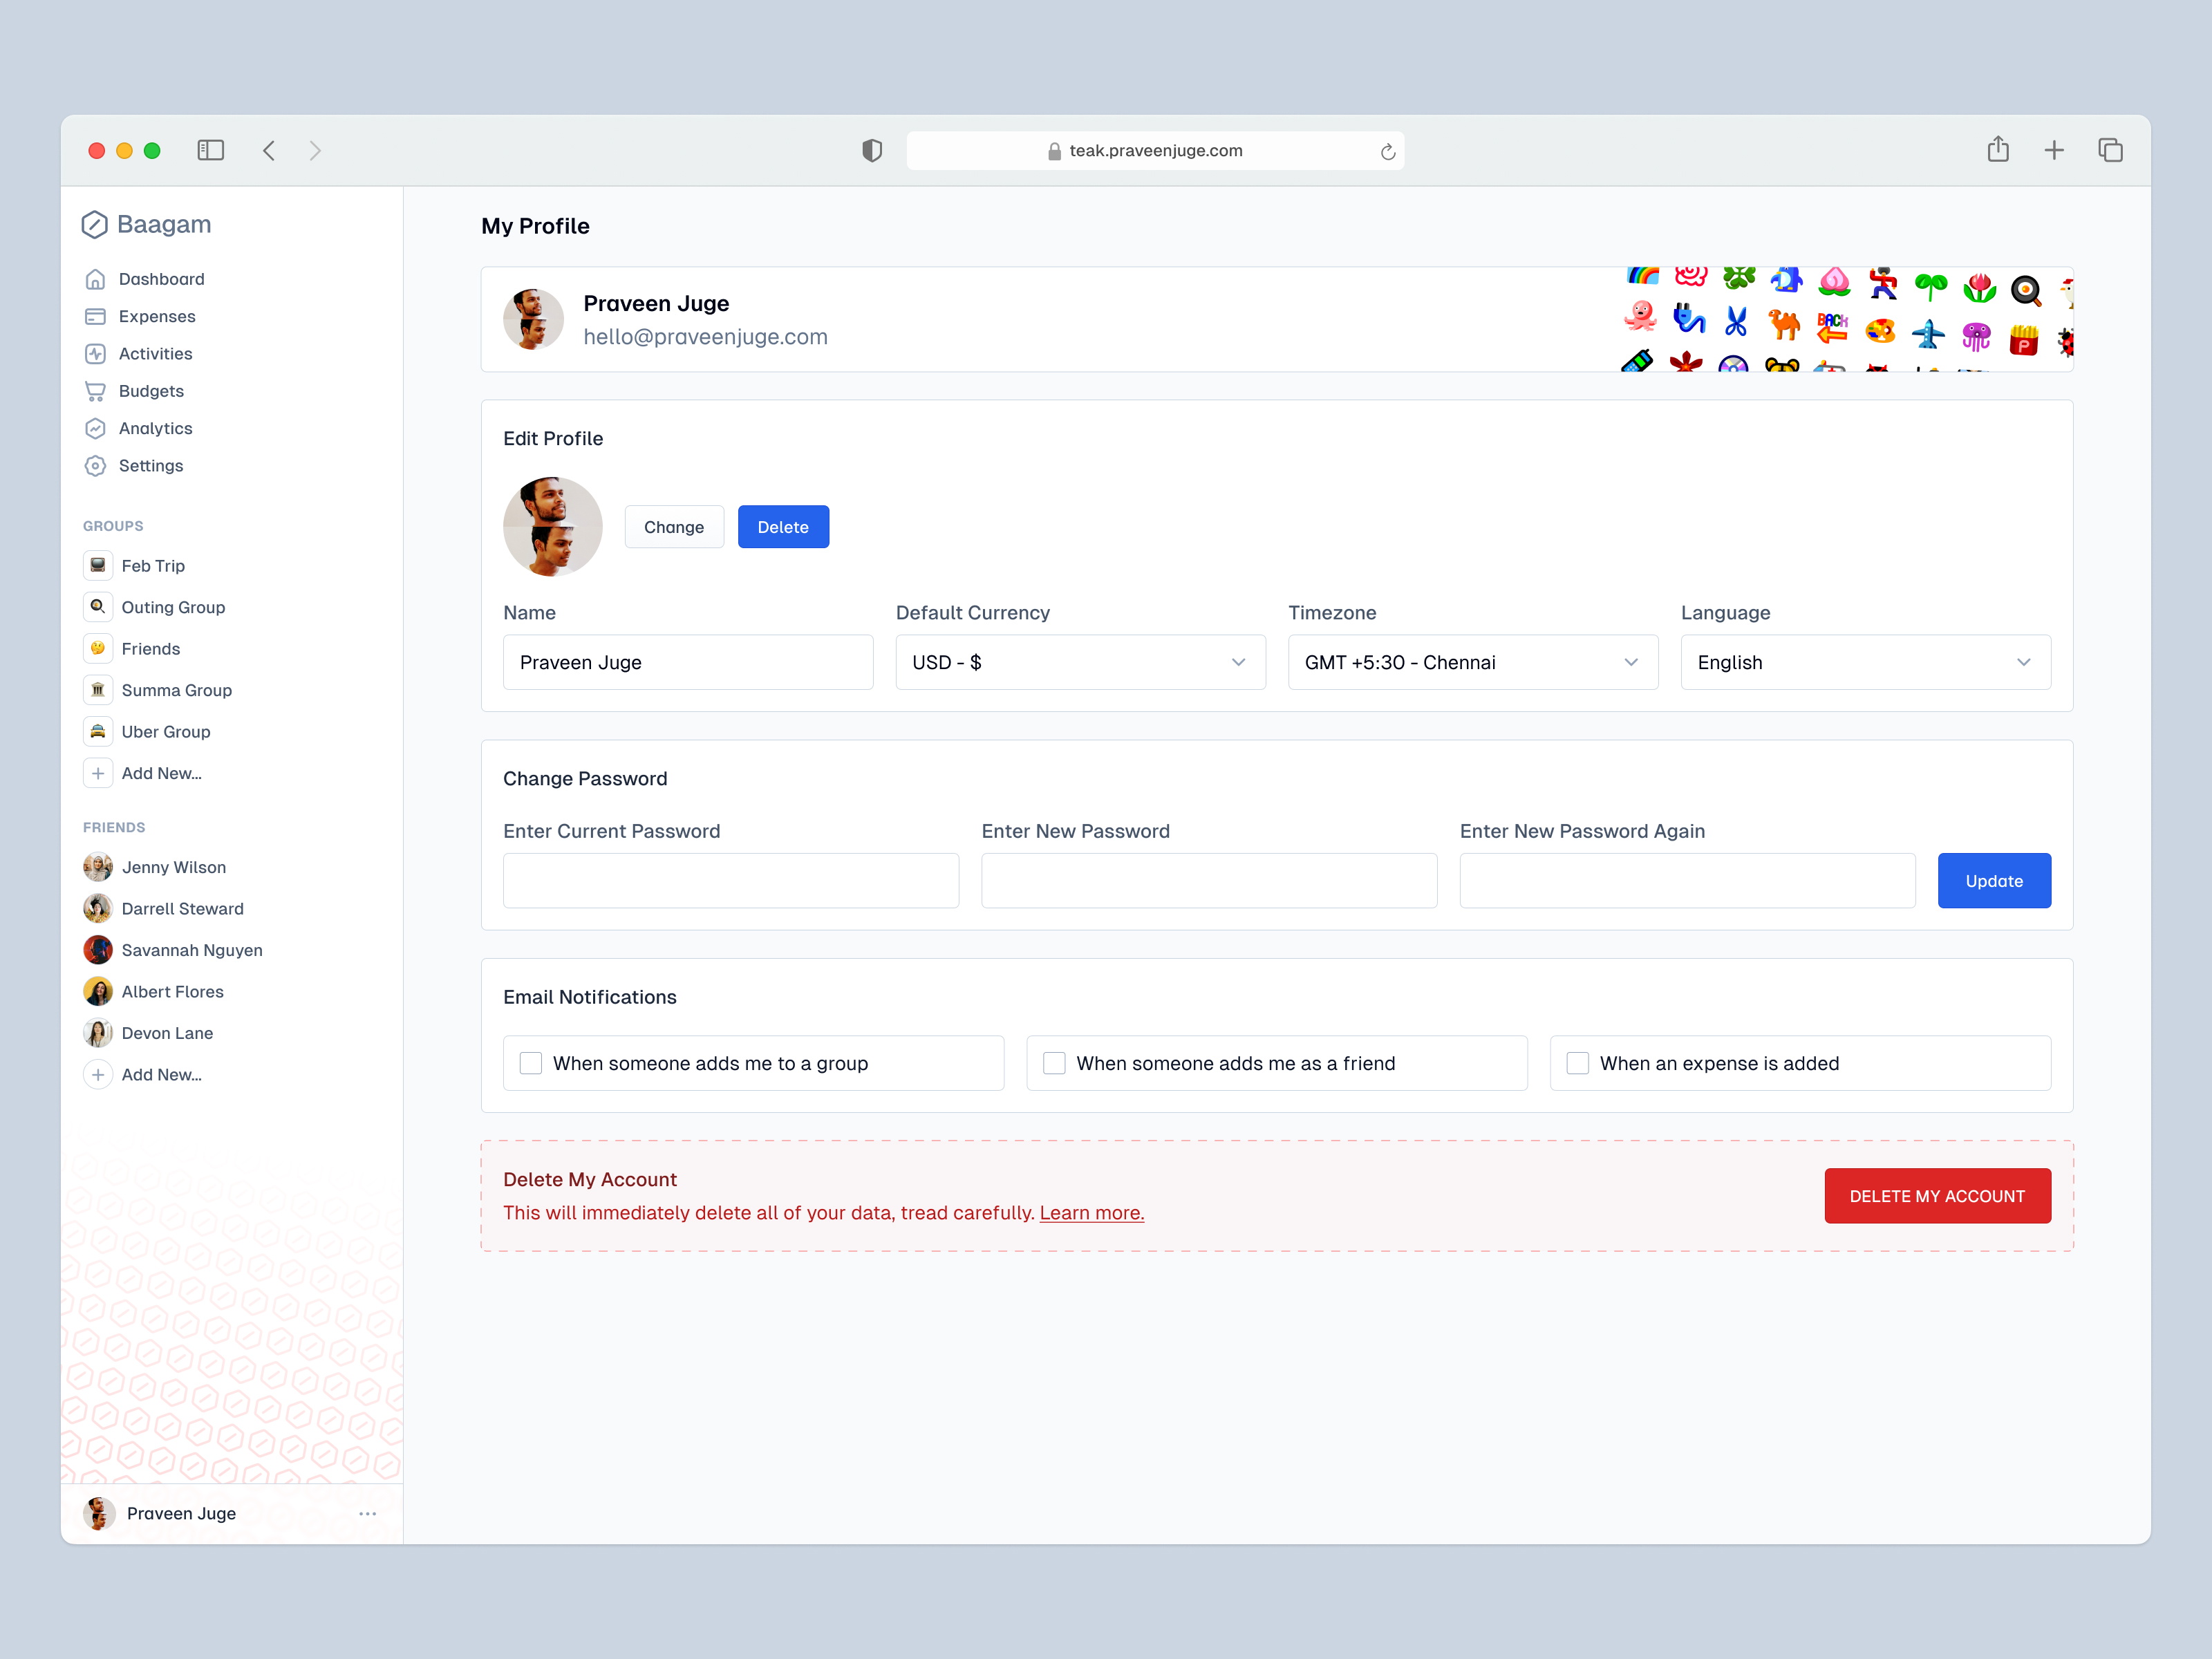 teak.praveenjuge.com
Baagam
Dashboard
Expenses
Activities
Budgets
Analytics
Settings
GROUPS
Feb Trip
Outing Group
Friends
Summa Group
Uber Group
Add New...
FRIENDS
Jenny Wilson
Darrell Steward
Savannah Nguyen
Albert Flores
Devon Lane
Add New...
Praveen Juge
My Profile
Praveen Juge
hello@praveenjuge.com
BACK
P
Edit Profile
Change
Delete
Name
Default Currency
Timezone
Language
Praveen Juge
USD - $
GMT +5:30 - Chennai
English
Change Password
Enter Current Password
Enter New Password
Enter New Password Again
Update
Email Notifications
When someone adds me to a group
When someone adds me as a friend
When an expense is added
Delete My Account
This will immediately delete all of your data, tread carefully. Learn more.
DELETE MY ACCOUNT